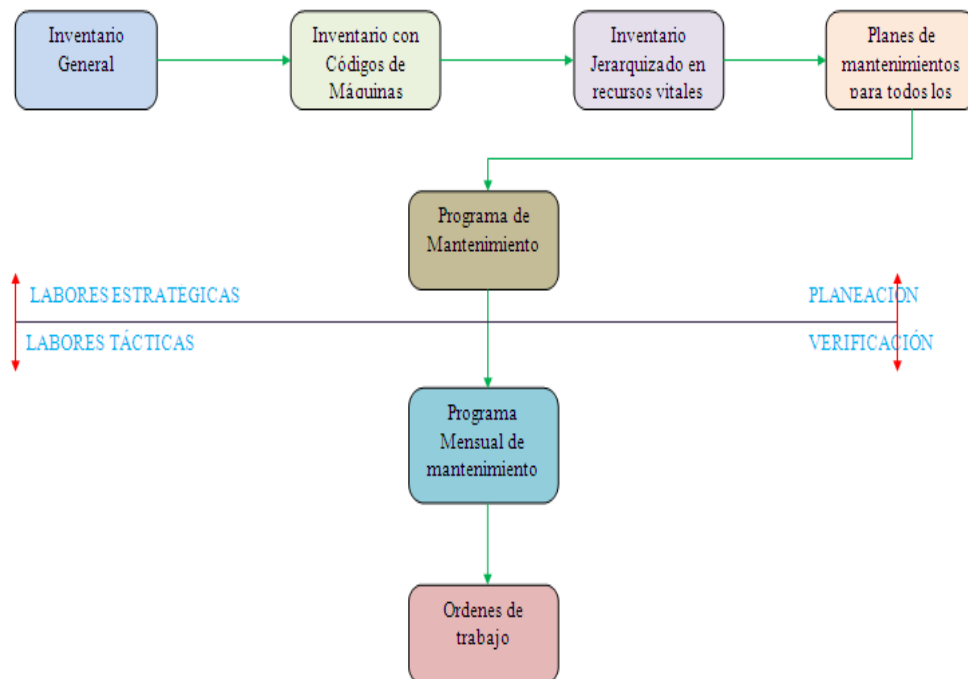 Inventario
General
Inventario con
Códigos de
Máquinas
Inventario
Jerarquizado en
recursos vitales
Planes de
mantenimientos
para todos los
Programa de
Mantenimiento
LABORES ESTRATEGICAS
PLANEACIÓN
LABORES TÁCTICAS
VERIFICACIÓN
Programa
Mensual de
mantenimiento
Ordenes de
trabajo